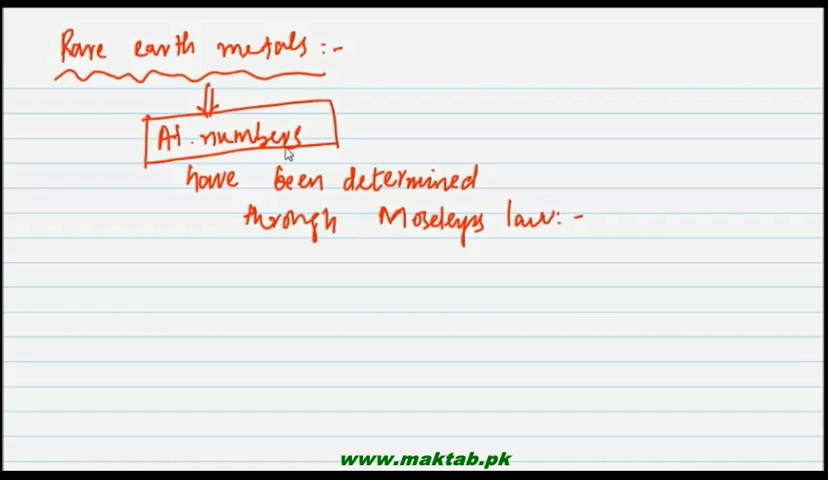 Rare earth metals:-
At. numbers
have been determined
through Moseleys law:-
www.maktab.pk